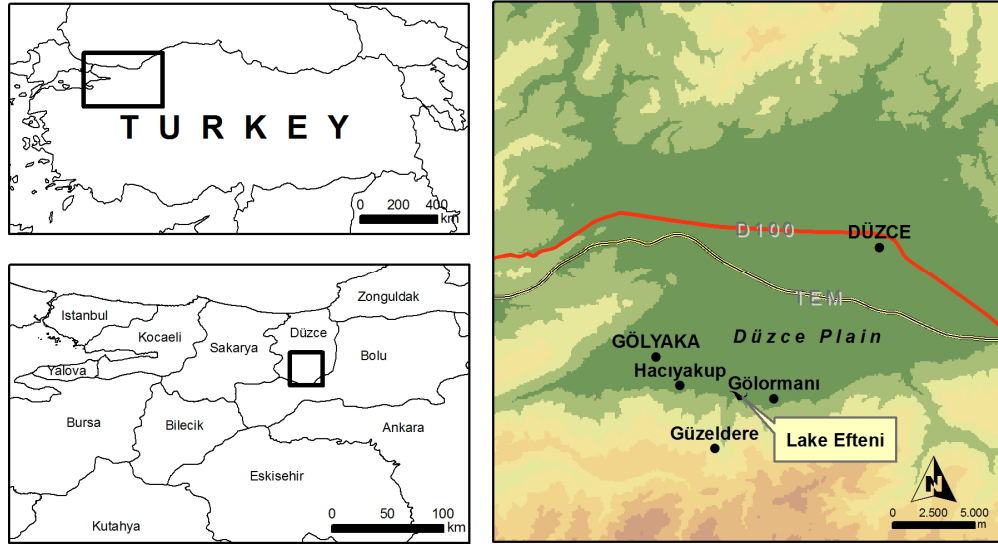 TURKEY
0 200 400
km
Zonguldak
Istanbul
Kocaeli
Düzce
Sakarya
Bolu
Yalova
Bursa
Bilecik
Ankara
Eskisehir
Kutahya
0 50 100
km
D100
DÜZCE
TEM
Düzce Plain
GÖLYAKA
Hacıyakup
Gölormanı
Lake Efteni
Güzeldere
N
0 2.500 5.000
m